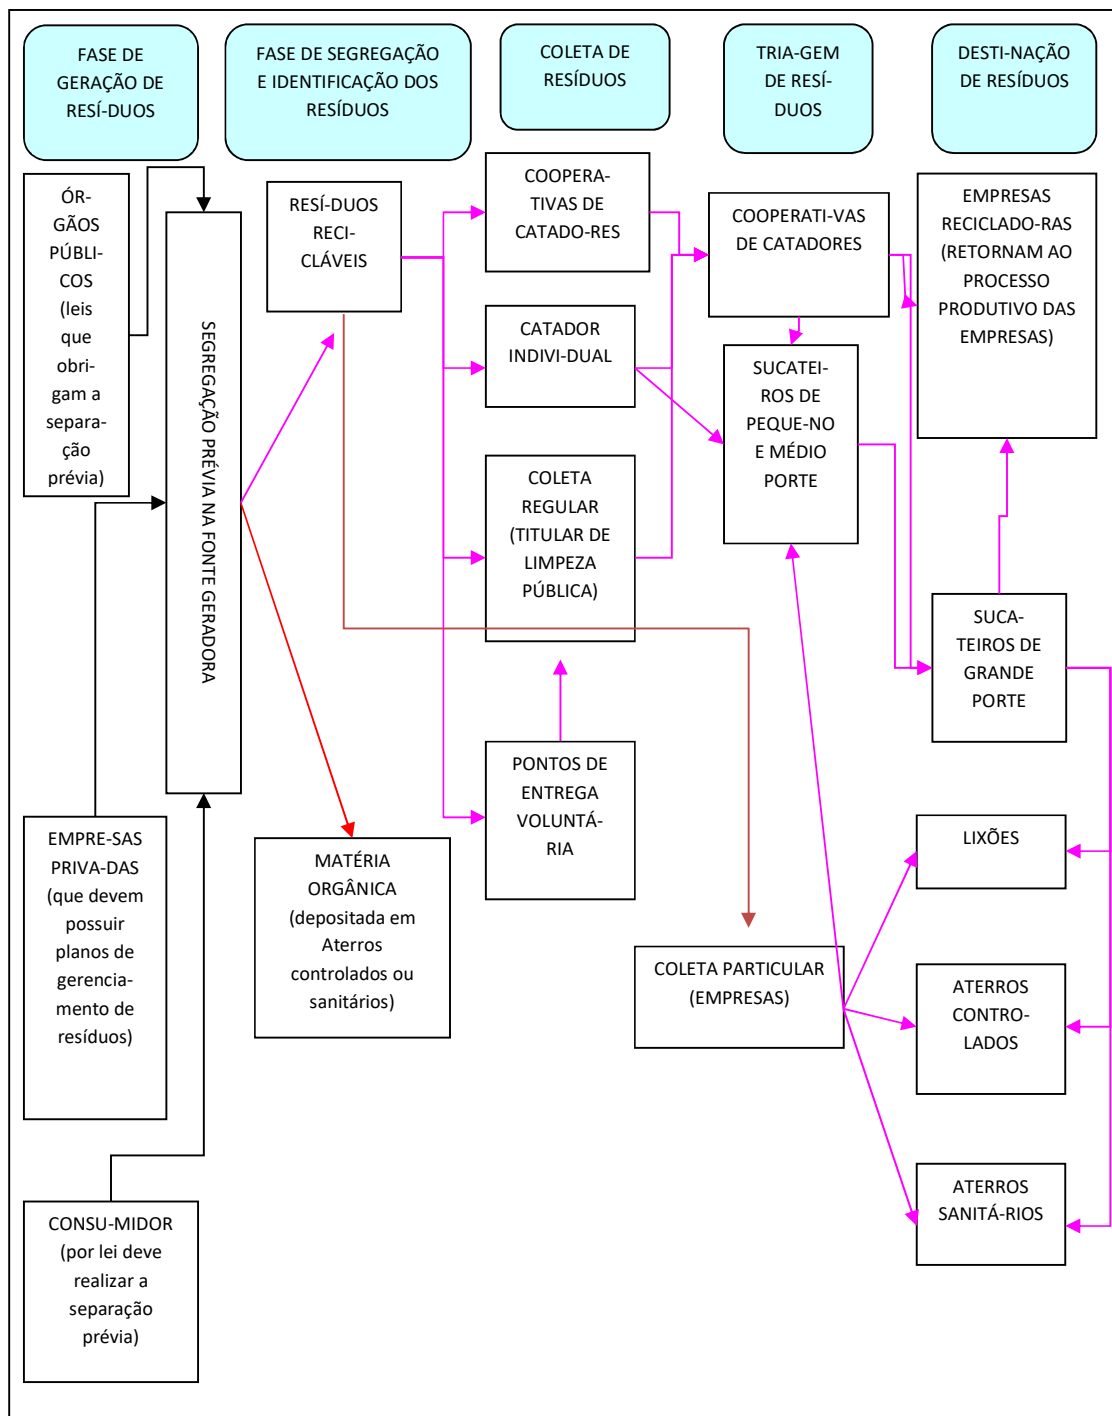 FASE DE
GERAÇÃO DE
RESÍ-DUOS
FASE DE SEGREGAÇÃO
E IDENTIFICAÇÃO DOS
RESÍDUOS
COLETA DE
RESÍDUOS
TRIA-GEM
DE RESÍ-
DUOS
DESTI-NAÇÃO
DE RESÍDUOS
ÓR-
GÃOS
PÚBLI-
COS
(leis
que
obri-
gam a
separa-
ção
prévia)
SEGREGAÇÃO PRÉVIA NA FONTE GERADORA
EMPRE-SAS
PRIVA-DAS
(que devem
possuir
planos de
gerencia-
mento de
resíduos)
CONSU-MIDOR
(por lei deve
realizar a
separação
prévia)
RESÍ-DUOS
RECI-
CLÁVEIS
MATÉRIA
ORGÂNICA
(depositada em
Aterros
controlados ou
sanitários)
COOPERA-
TIVAS DE
CATADO-RES
CATADOR
INDIVI-DUAL
COLETA
REGULAR
(TITULAR DE
LIMPEZA
PÚBLICA)
PONTOS DE
ENTREGA
VOLUNTÁ-
RIA
COOPERATI-VAS
DE CATADORES
SUCATEI-
ROS DE
PEQUE-NO
E MÉDIO
PORTE
COLETA PARTICULAR
(EMPRESAS)
EMPRESAS
RECICLADO-RAS
(RETORNAM AO
PROCESSO
PRODUTIVO DAS
EMPRESAS)
SUCA-
TEIROS DE
GRANDE
PORTE
LIXÕES
ATERROS
CONTRO-
LADOS
ATERROS
SANITÁ-RIOS